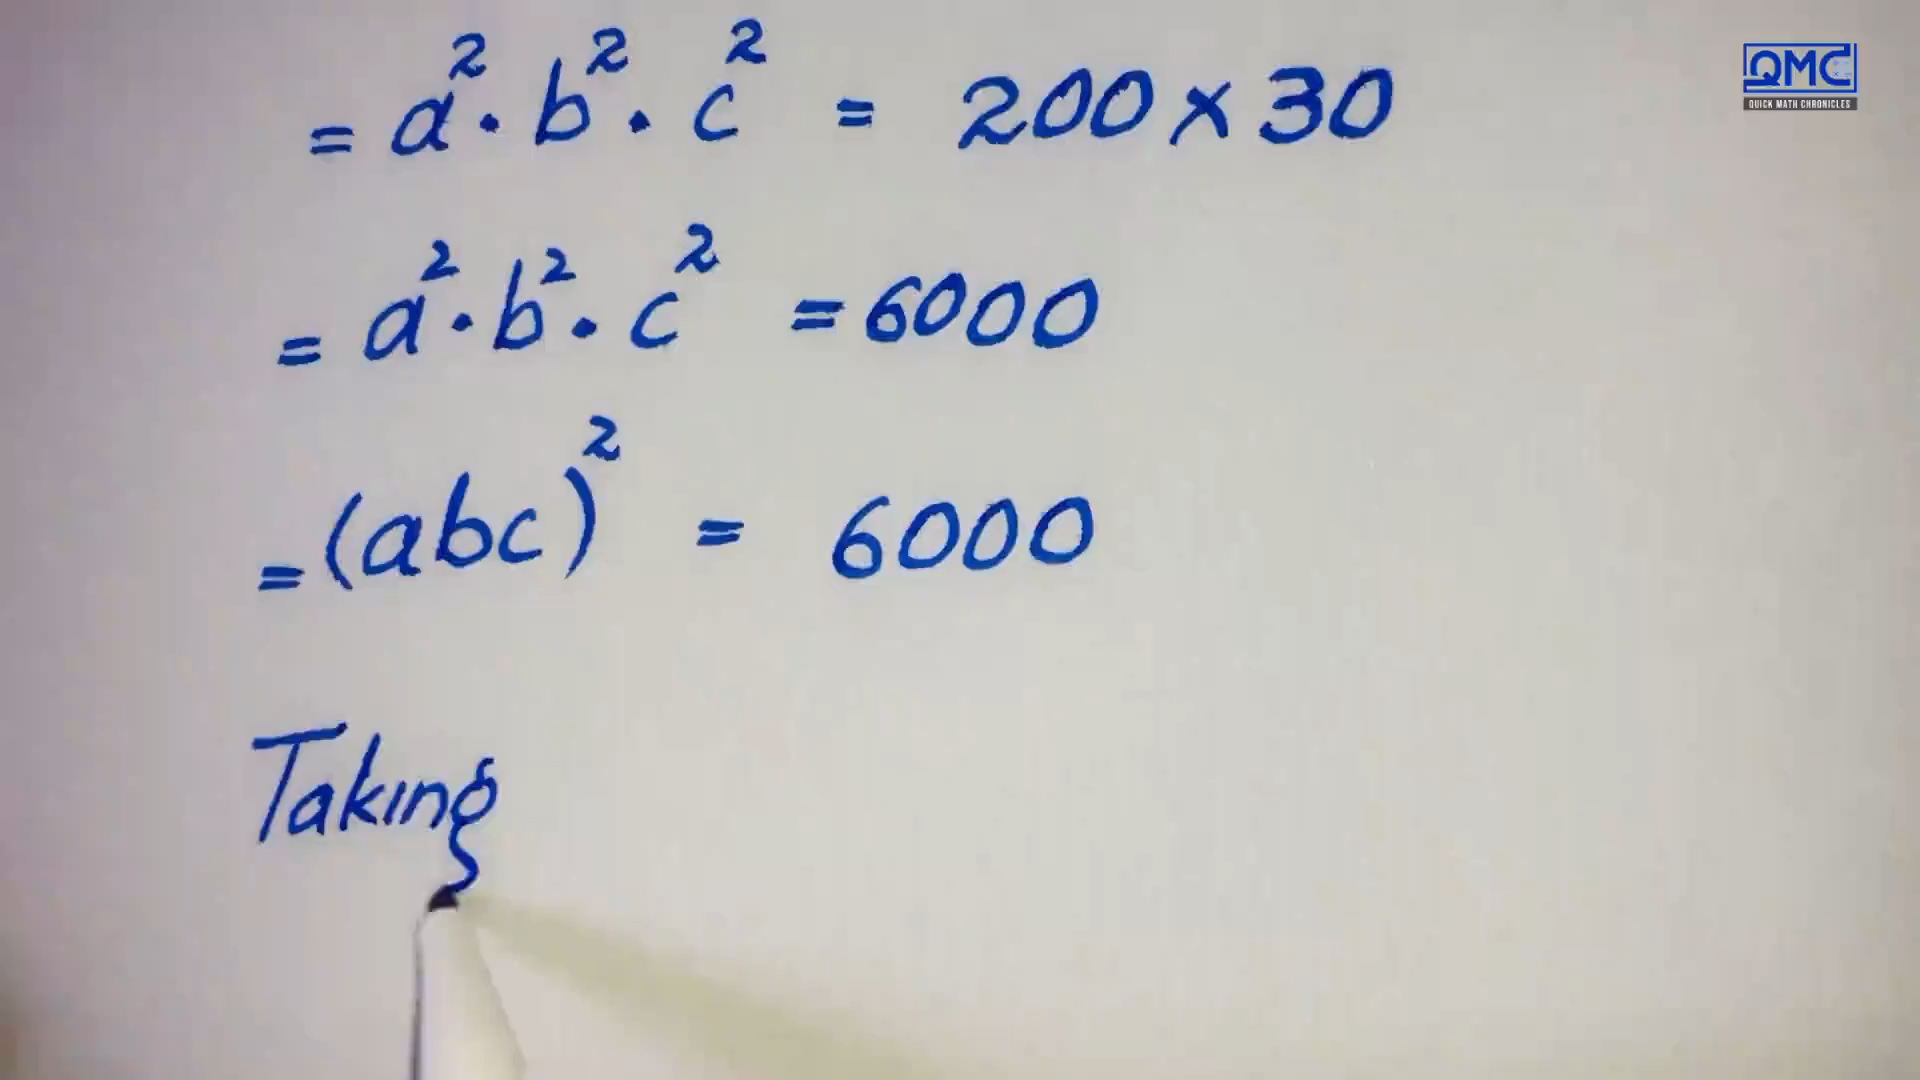 QMC
QUICK MATH CHRONICLES
= a². b². c² = 200 x 30
= a². b². c² = 6000
= (abc)² = 6000
Taking